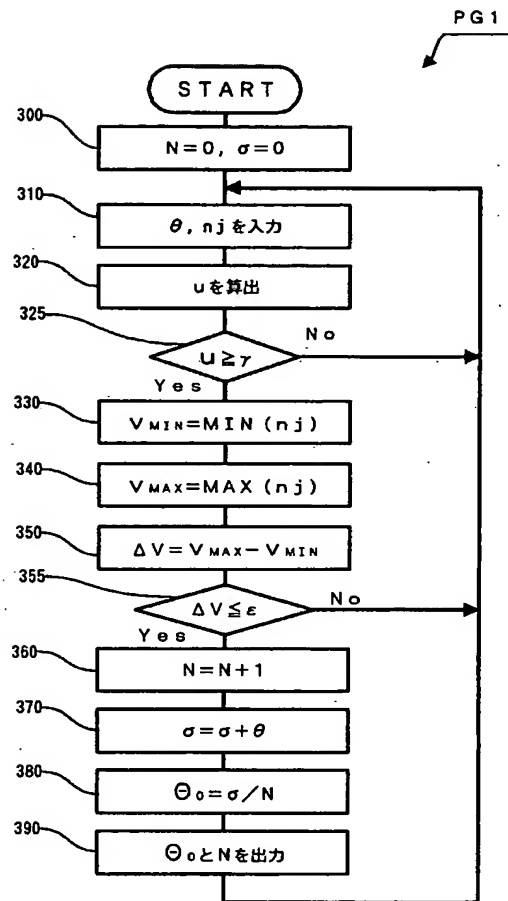 PG1
START
300
N=0, σ=0
310
θ, njを入力
320
uを算出
325
u≧γ
No
Yes
330
VMIN=MIN(nj)
340
VMAX=MAX(nj)
350
ΔV=VMAX−VMIN
355
ΔV≦ε
No
Yes
360
N=N+1
370
σ=σ+θ
380
Θ0=σ/N
390
Θ0とNを出力